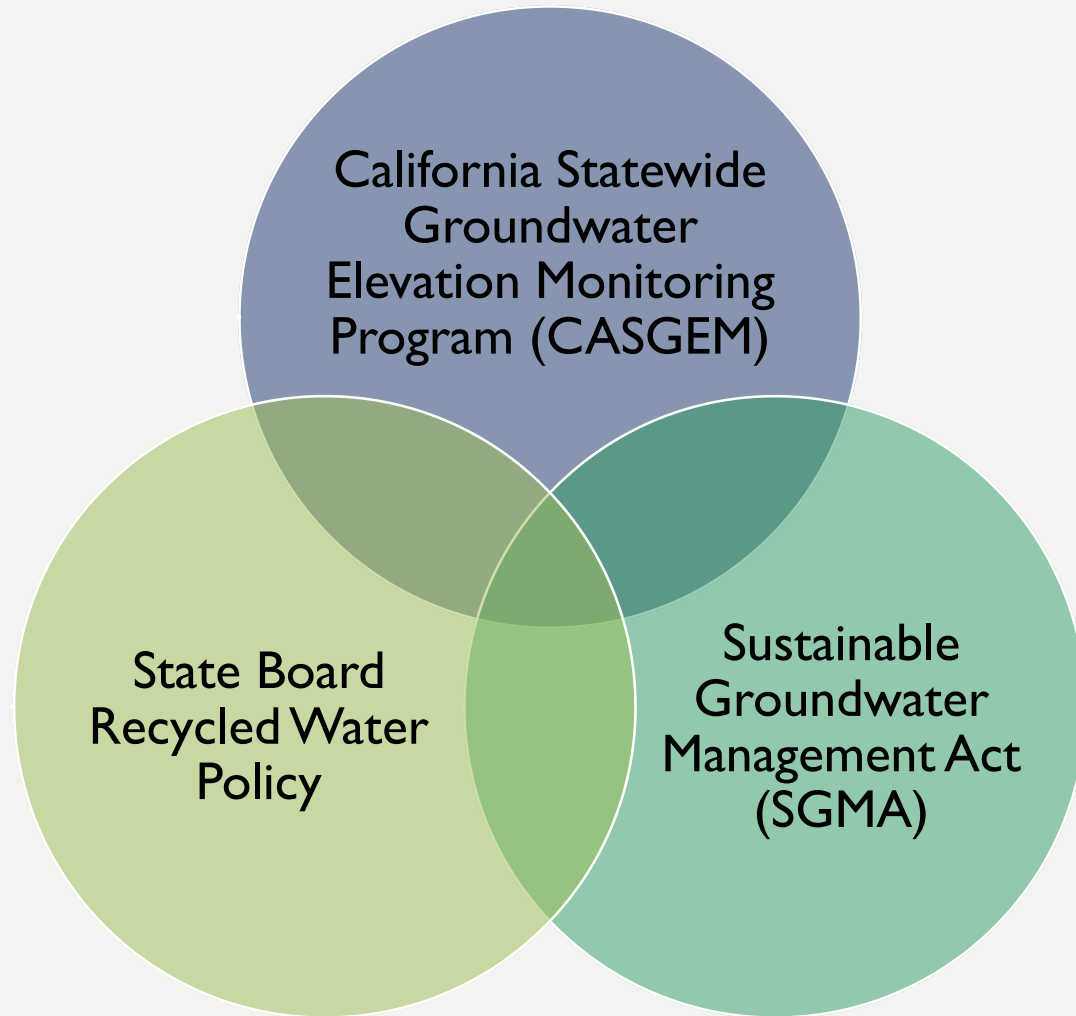 California Statewide
Groundwater
Elevation Monitoring
Program (CASGEM)
State Board
Recycled Water
Policy
Sustainable
Groundwater
Management Act
(SGMA)